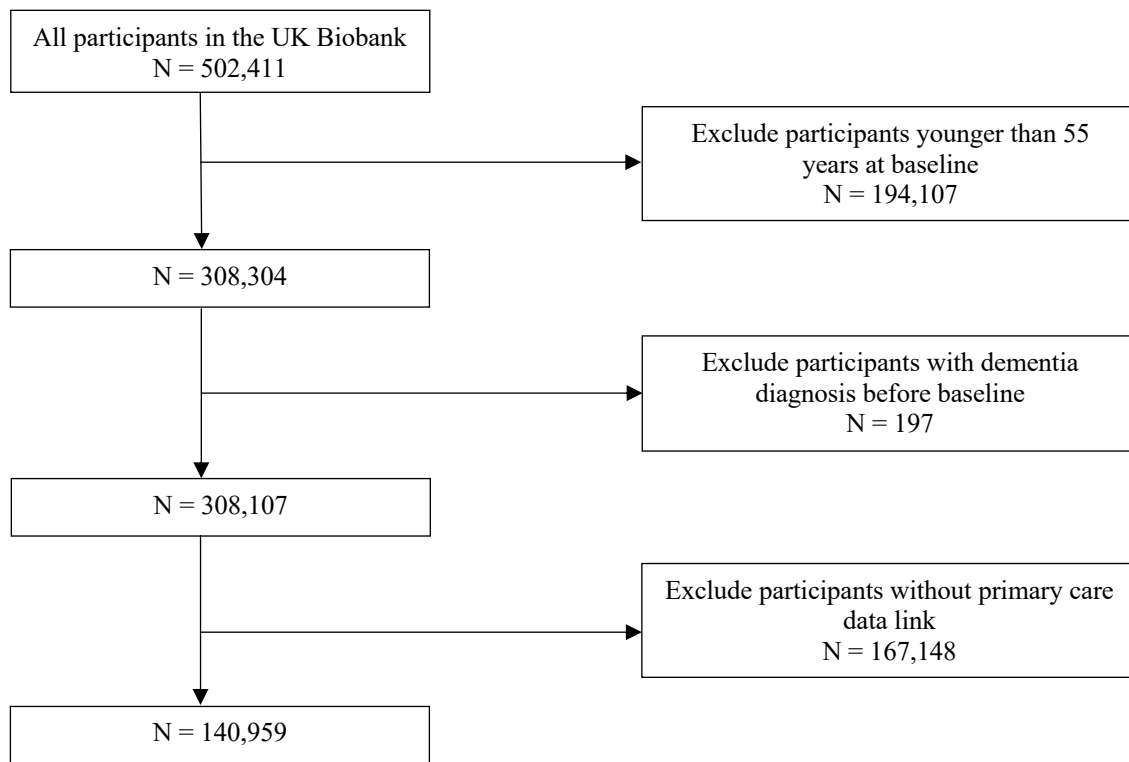 All participants in the UK Biobank
N = 502,411
Exclude participants younger than 55
years at baseline
N = 194,107
N = 308,304
Exclude participants with dementia
diagnosis before baseline
N = 197
N = 308,107
Exclude participants without primary care
data link
N = 167,148
N = 140,959